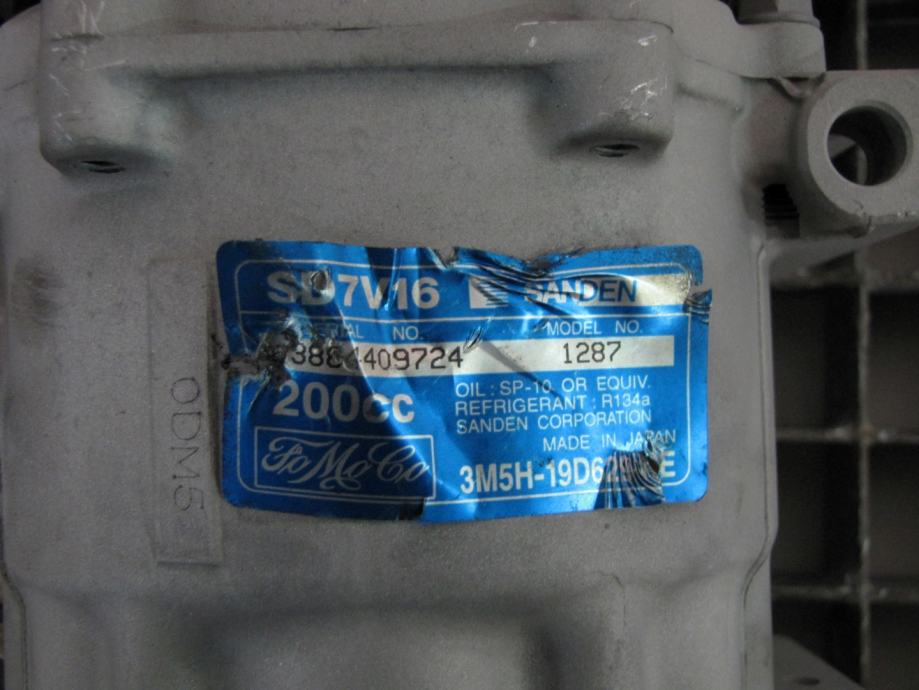 SD7V16 SANDEN
SERIAL NO. MODEL NO.
1287
200CC
OIL : SP-10 OR EQUIV.
REFRIGERANT : R134a
SANDEN CORPORATION
MADE IN JAPAN
FoMoCo
ODM5